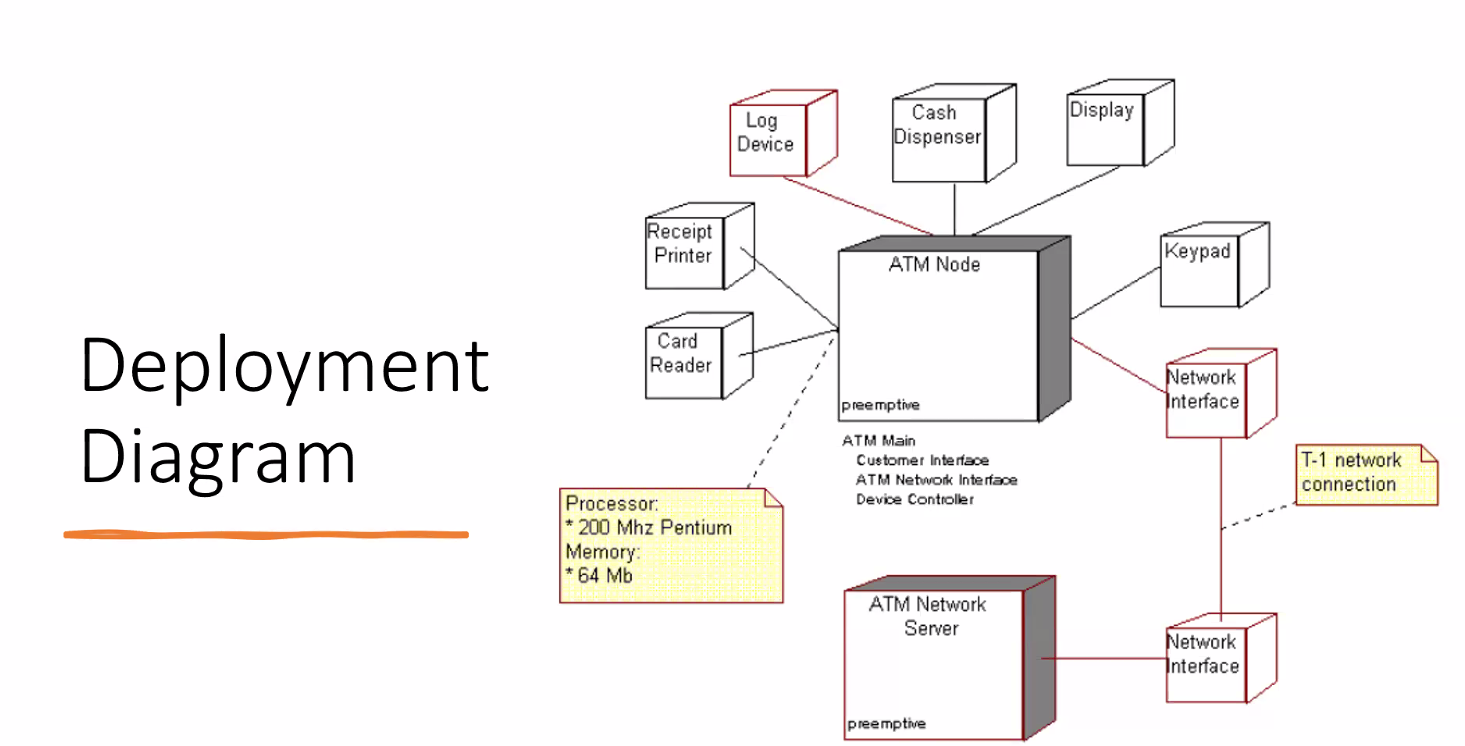 Deployment
Diagram
Log
Device
Cash
Dispenser
Display
Receipt
Printer
ATM Node
Keypad
Card
Reader
preemptive
Network
Interface
ATM Main
Customer Interface
ATM Network Interface
Device Controller
T-1 network
connection
Processor:
* 200 Mhz Pentium
Memory:
* 64 Mb
ATM Network
Server
preemptive
Network
Interface